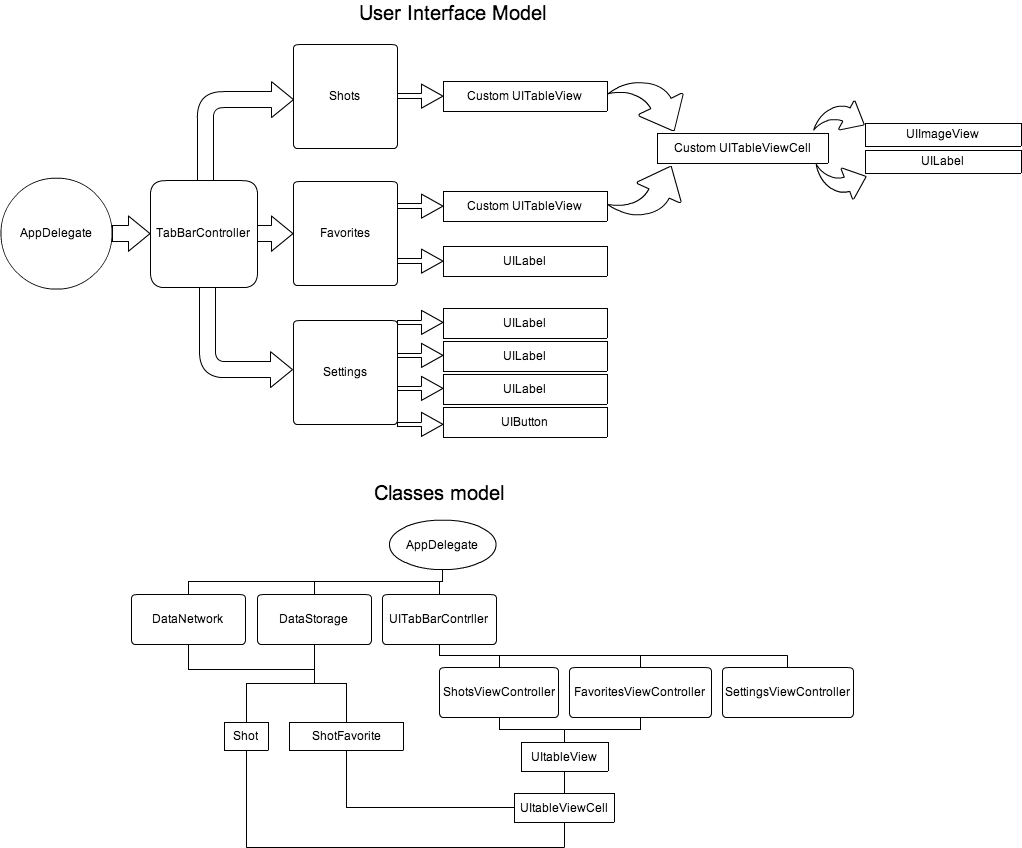 User Interface Model
Shots
Custom UITableView
UIImageView
Custom UITableViewCell
UILabel
AppDelegate
TabBarController
Favorites
Custom UITableView
UILabel
Settings
UILabel
UILabel
UILabel
UIButton
Classes model
AppDelegate
DataNetwork
DataStorage
UITabBarContrller
ShotsViewController
FavoritesViewController
SettingsViewController
Shot
ShotFavorite
UItableView
UItableViewCell